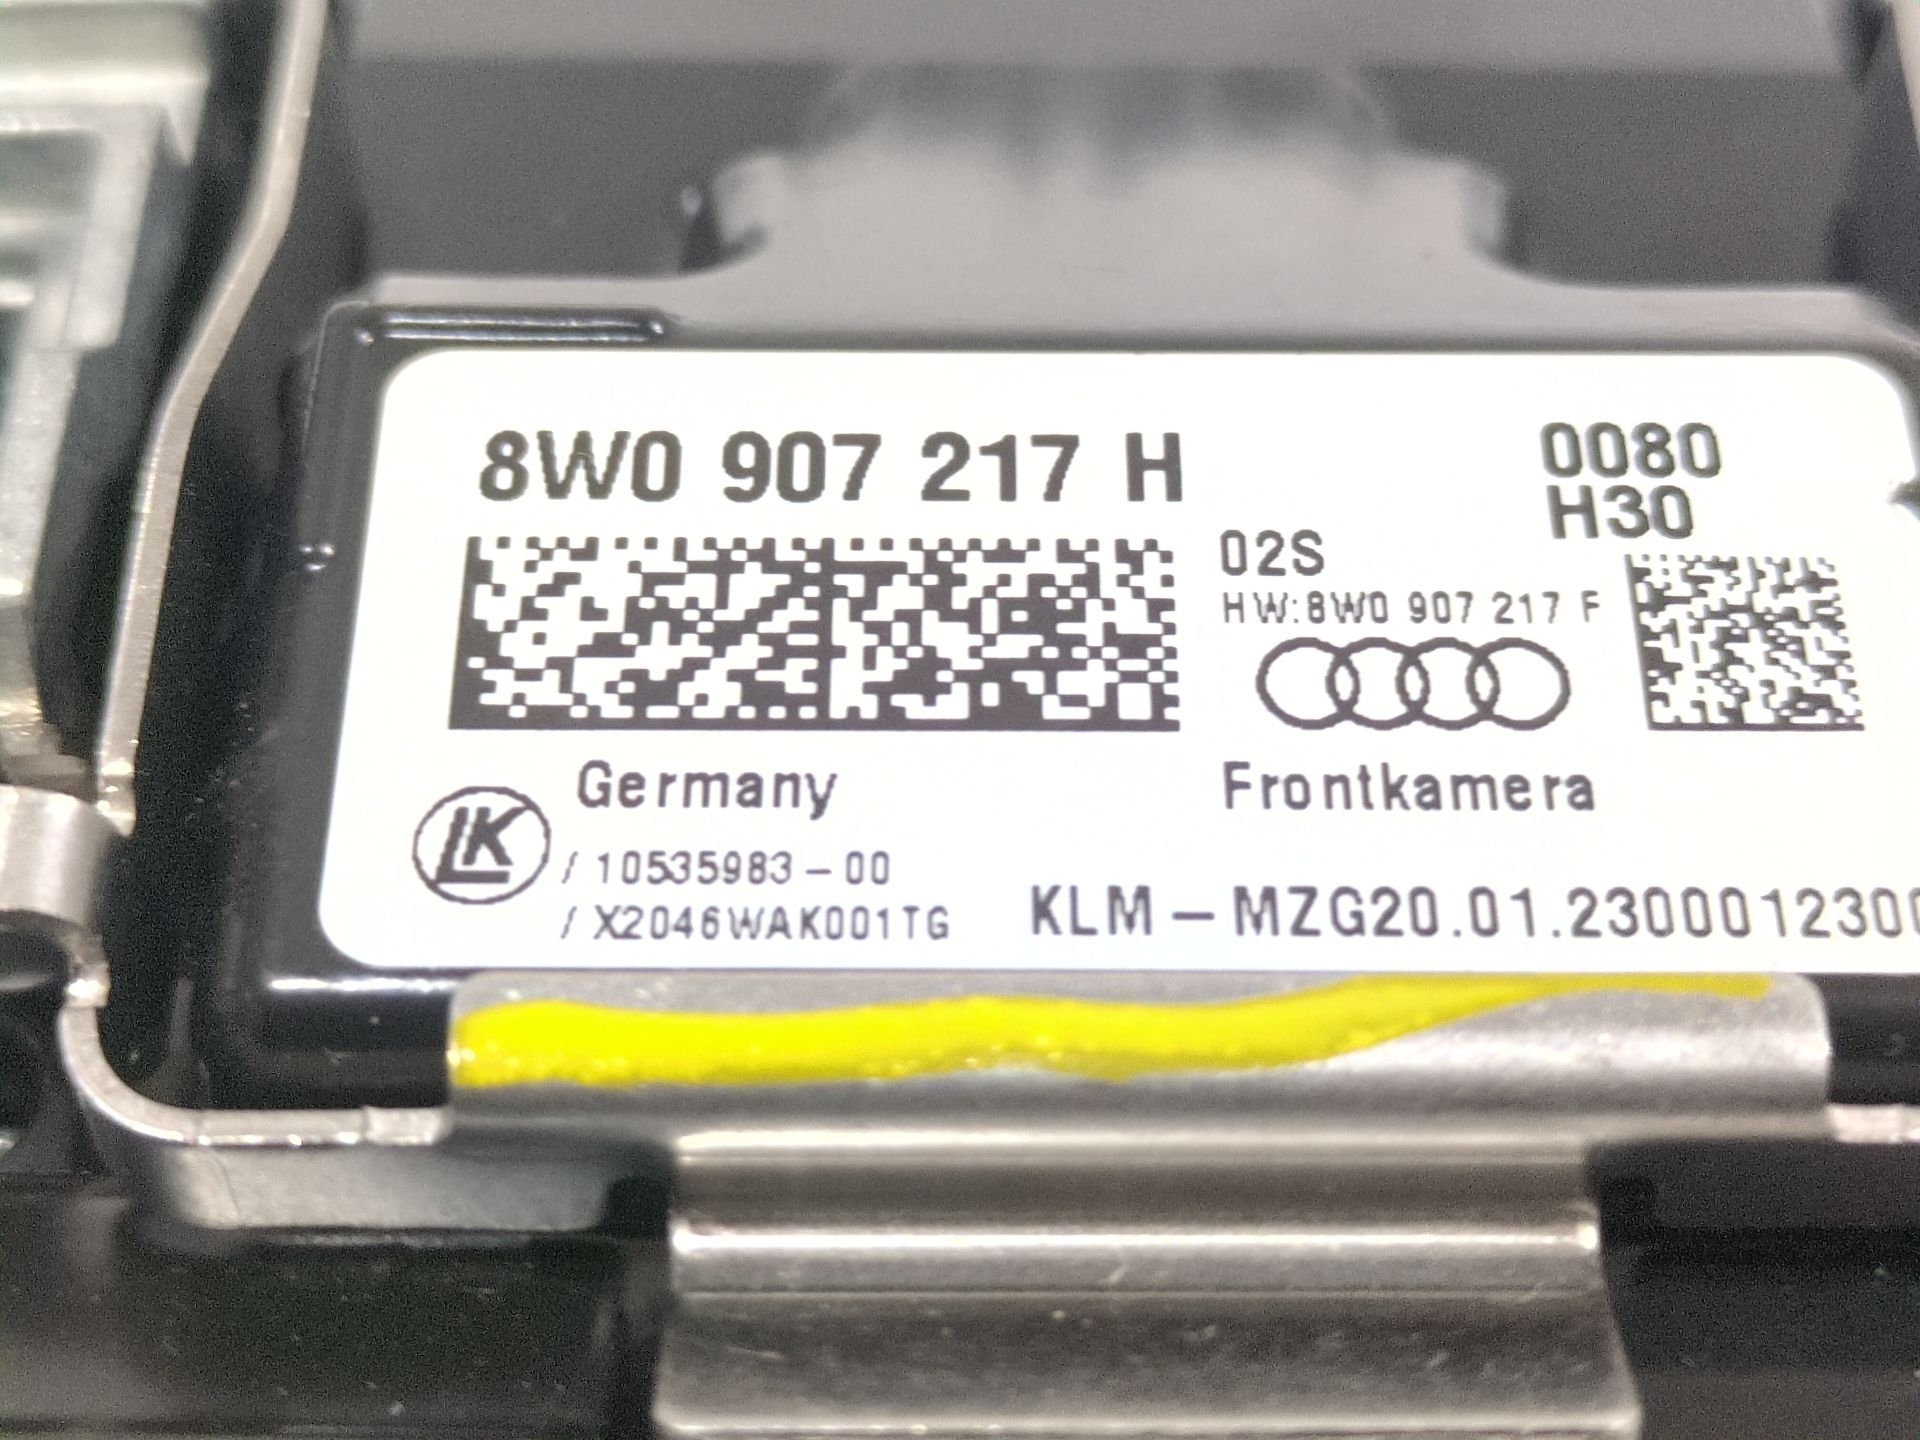 8W0 907 217 H
0080
H30
02S
HW:8W0 907 217 F
Germany
Frontkamera
LK
/ 10535983-00
/ X2046WAK001TG
KLM-MZG20.01.2300012300